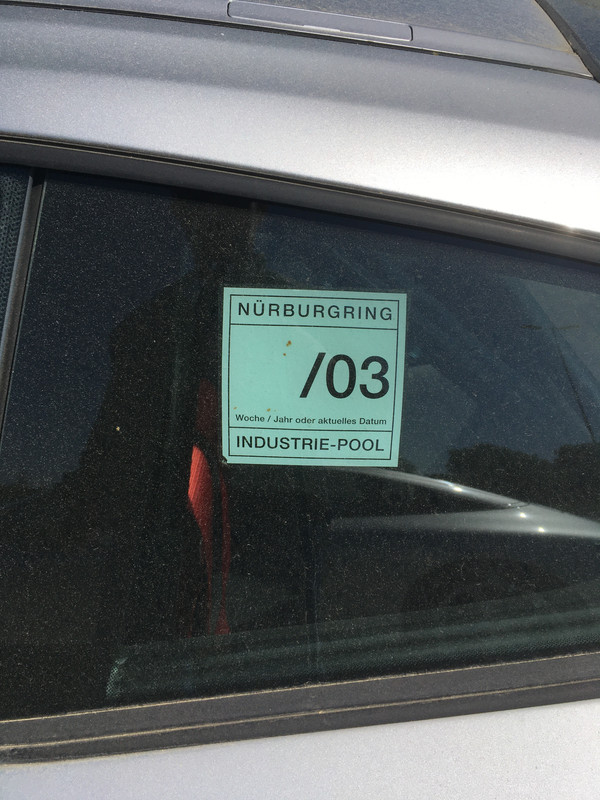 NÜRBURGRING
/03
Woche / Jahr oder aktuelles Datum
INDUSTRIE-POOL